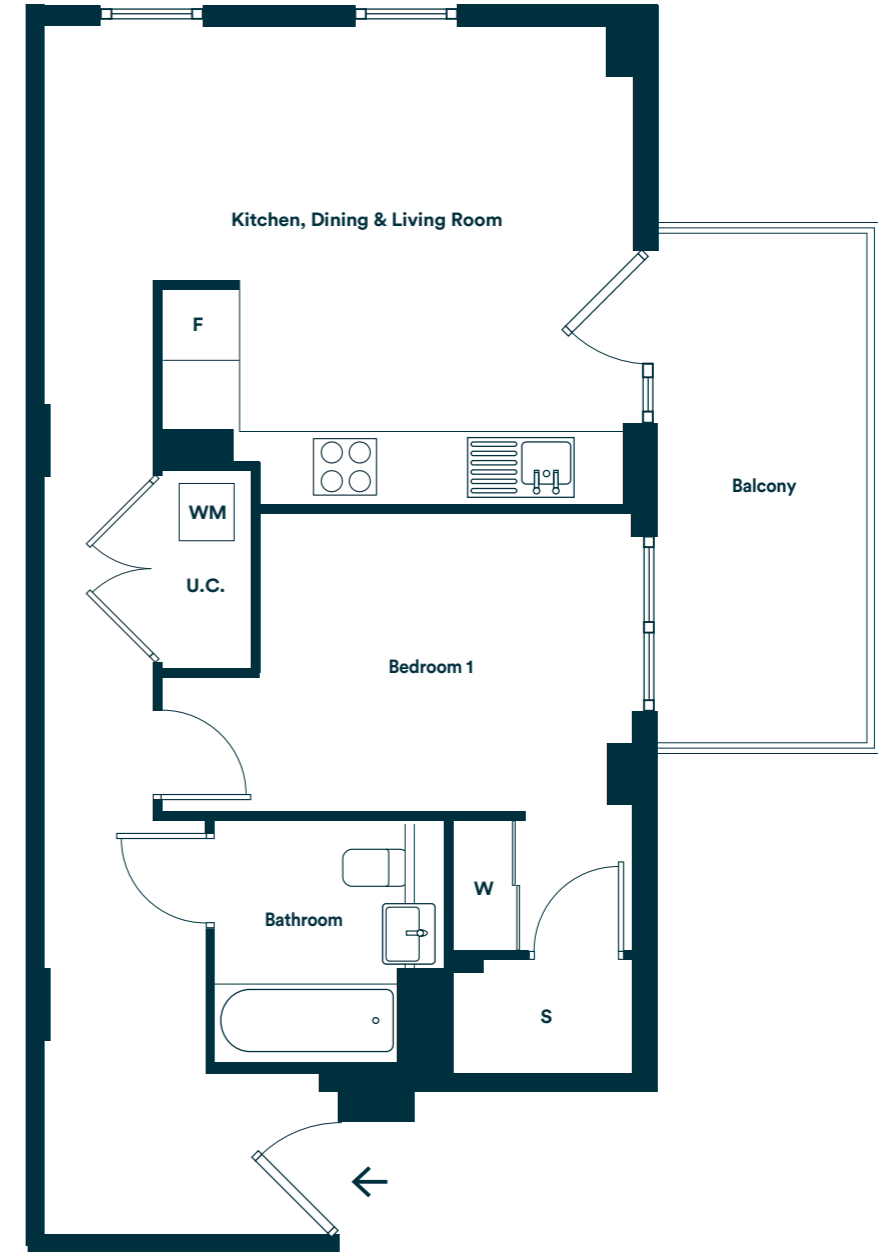 Kitchen, Dining & Living Room
F
Balcony
WM
U.C.
Bedroom 1
W
Bathroom
S